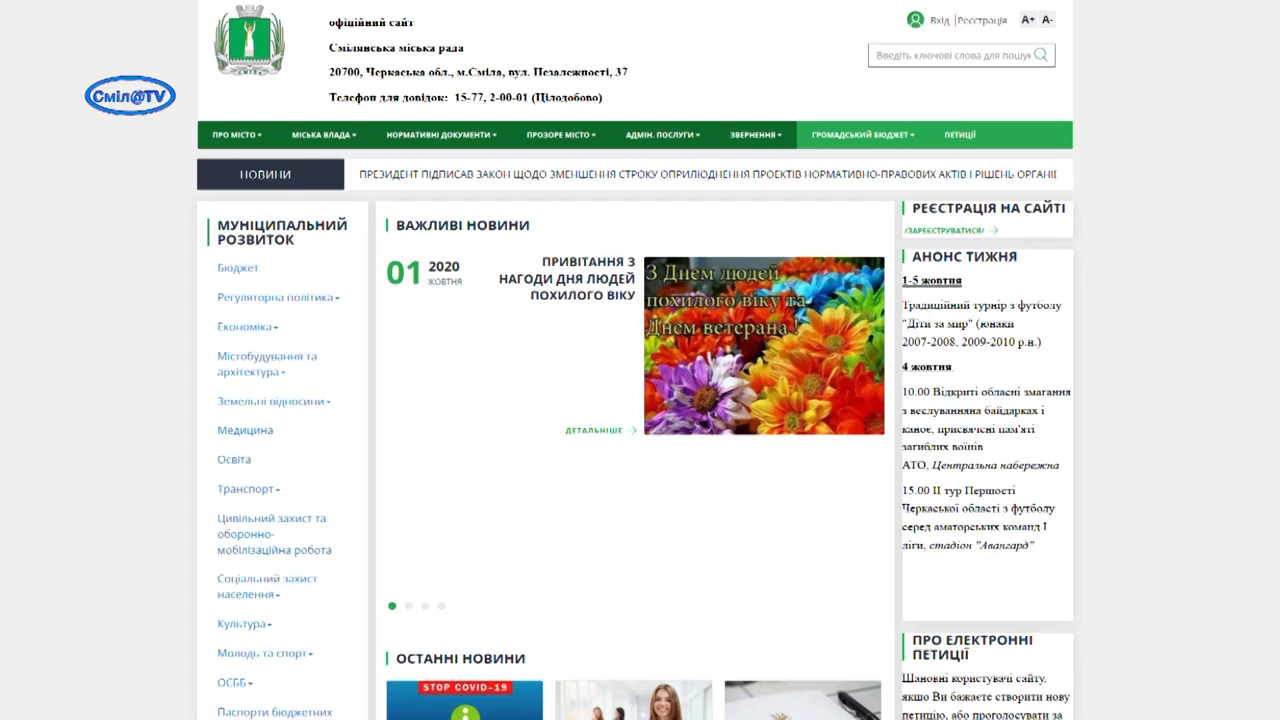 офіційний сайт
Смілянська міська рада
20700, Черкаська обл., м.Сміла, вул. Незалежності, 37
Телефон для довідок: 15-77, 2-00-01 (Цілодобово)
СМІЛА
Вхід |Реєстрація
A+ A-
Введіть ключові слова для пошук
Сміл@TV
ПРО МІСТО
МІСЬКА ВЛАДА
НОРМАТИВНІ ДОКУМЕНТИ
ПРОЗОРЕ МІСТО
АДМІН. ПОСЛУГИ
ЗВЕРНЕННЯ
ГРОМАДСЬКИЙ БЮДЖЕТ
ПЕТИЦІЇ
НОВИНИ
ПРЕЗИДЕНТ ПІДПИСАВ ЗАКОН ЩОДО ЗМЕНШЕННЯ СТРОКУ ОПРИЛЮДНЕННЯ ПРОЕКТІВ НОРМАТИВНО-ПРАВОВИХ АКТІВ І РІШЕНЬ ОРГАНІВ
МУНІЦИПАЛЬНИЙ
РОЗВИТОК
Бюджет
Регуляторна політика
Економіка
Містобудування та
архітектура
Земельні відносини
Медицина
Освіта
Транспорт
Цивільний захист та
оборонно-
мобілізаційна робота
Соціальний захист
населення
Культура
Молодь та спорт
ОСББ
Паспорти бюджетних
ВАЖЛИВІ НОВИНИ
01 2020
ЖОВТНЯ
ПРИВІТАННЯ З
НАГОДИ ДНЯ ЛЮДЕЙ
ПОХИЛОГО ВІКУ
ДЕТАЛЬНІШЕ
З Днем людей
похилого віку та
Днем ветерана !
ОСТАННІ НОВИНИ
STOP COVID-19
РЕЄСТРАЦІЯ НА САЙТІ
/ЗАРЕЄСТРУВАТИСЯ/
АНОНС ТИЖНЯ
1-5 жовтня
Традиційний турнір з футболу
"Діти за мир" (юнаки
2007-2008, 2009-2010 р.н.)
4 жовтня
10.00 Відкриті обласні змагання
з веслуванняна байдарках і
каное, присвячені пам'яті
загиблих воїнів
АТО, Центральна набережна
15.00 ІІ тур Першості
Черкаської області з футболу
серед аматорських команд І
ліги, стадіон "Авангард"
ПРО ЕЛЕКТРОННІ
ПЕТИЦІЇ
Шановні користувачі сайту,
якщо Ви бажаєте створити нову
петицію, або проголосувати за